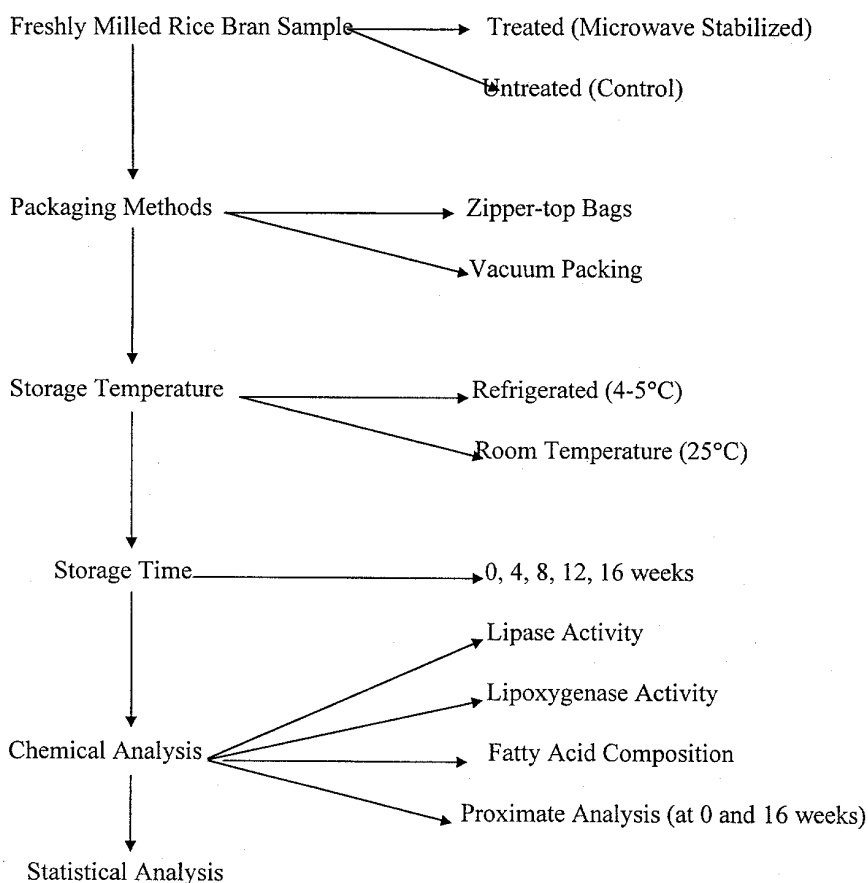 Freshly Milled Rice Bran Sample
Treated (Microwave Stabilized)
Untreated (Control)
Packaging Methods
Zipper-top Bags
Vacuum Packing
Storage Temperature
Refrigerated (4-5°C)
Room Temperature (25°C)
Storage Time
0, 4, 8, 12, 16 weeks
Lipase Activity
Lipoxygenase Activity
Chemical Analysis
Fatty Acid Composition
Proximate Analysis (at 0 and 16 weeks)
Statistical Analysis